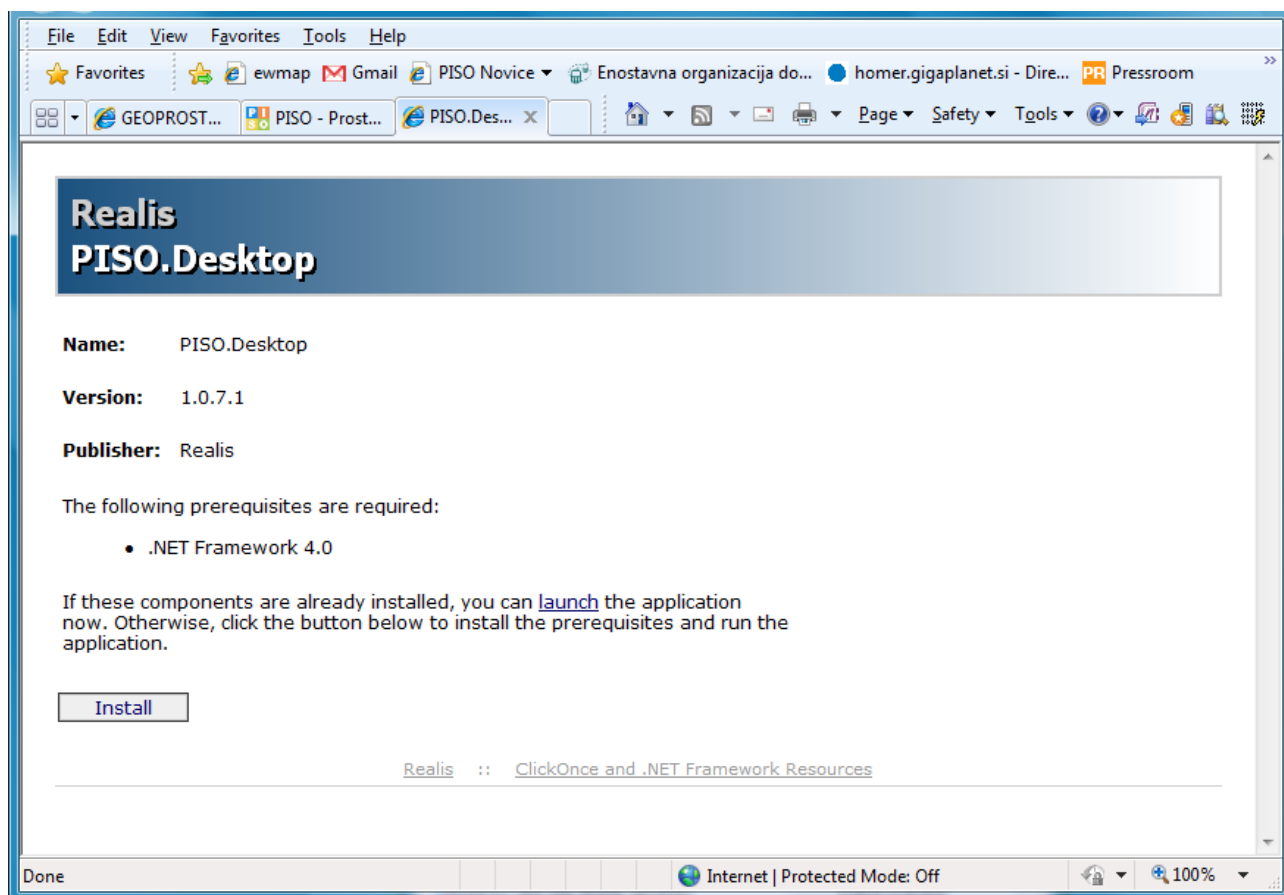 File Edit View Favorites Tools Help
Favorites ewmap Gmail PISO Novice Enostavna organizacija do... homer.gigaplanet.si - Dire... PR Pressroom
GEOPROST... PISO - Prost... PISO.Des... X Page Safety Tools
Realis
PISO.Desktop
Name: PISO.Desktop
Version: 1.0.7.1
Publisher: Realis
The following prerequisites are required:
• .NET Framework 4.0
If these components are already installed, you can launch the application
now. Otherwise, click the button below to install the prerequisites and run the
application.
Install
Realis :: ClickOnce and .NET Framework Resources
Done Internet | Protected Mode: Off 100%